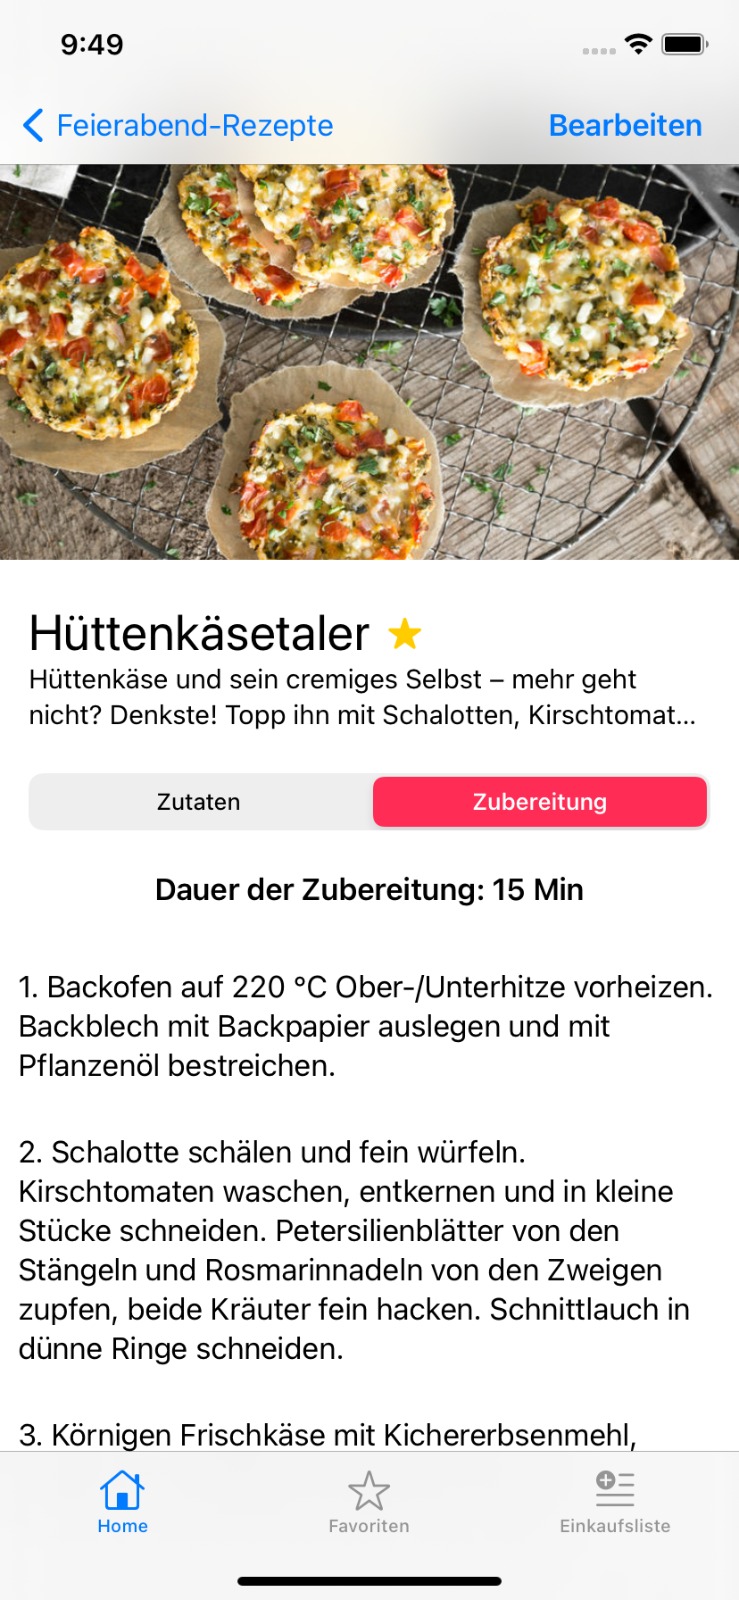 9:49
Feierabend-Rezepte
Bearbeiten
Hüttenkäsetaler
Hüttenkäse und sein cremiges Selbst – mehr geht
nicht? Denkste! Topp ihn mit Schalotten, Kirschtomat...
Zutaten
Zubereitung
Dauer der Zubereitung: 15 Min
1. Backofen auf 220 °C Ober-/Unterhitze vorheizen.
Backblech mit Backpapier auslegen und mit
Pflanzenöl bestreichen.
2. Schalotte schälen und fein würfeln.
Kirschtomaten waschen, entkernen und in kleine
Stücke schneiden. Petersilienblätter von den
Stängeln und Rosmarinnadeln von den Zweigen
zupfen, beide Kräuter fein hacken. Schnittlauch in
dünne Ringe schneiden.
3. Körnigen Frischkäse mit Kichererbsenmehl,
Home
Favoriten
Einkaufsliste